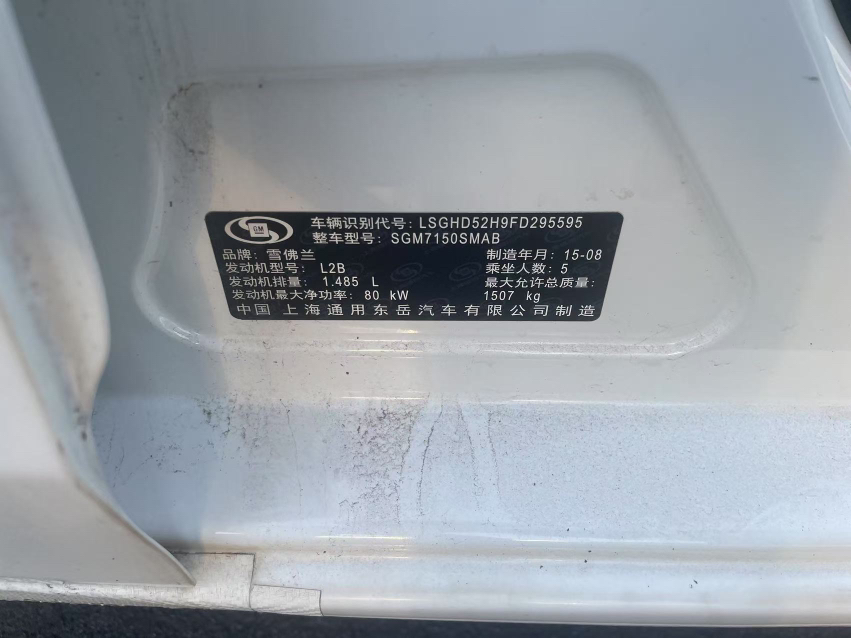 GM
车辆识别代号: LSGHD52H9FD295595
整车型号: SGM7150SMAB
品牌: 雪佛兰 制造年月: 15-08
发动机型号: L2B 乘坐人数: 5
发动机排量: 1.485 L 最大允许总质量:
发动机最大净功率: 80 kW 1507 kg
中国 上海通用东岳汽车有限公司制造